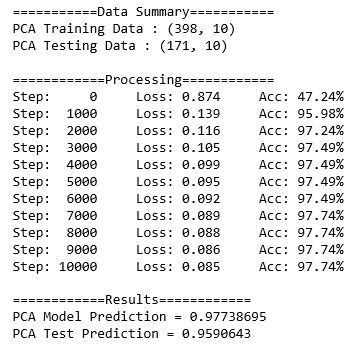 ===========Data Summary===========
PCA Training Data : (398, 10)
PCA Testing Data : (171, 10)
============Processing============
Step:     0     Loss: 0.874     Acc: 47.24%
Step:  1000     Loss: 0.139     Acc: 95.98%
Step:  2000     Loss: 0.116     Acc: 97.24%
Step:  3000     Loss: 0.105     Acc: 97.49%
Step:  4000     Loss: 0.099     Acc: 97.49%
Step:  5000     Loss: 0.095     Acc: 97.49%
Step:  6000     Loss: 0.092     Acc: 97.49%
Step:  7000     Loss: 0.089     Acc: 97.74%
Step:  8000     Loss: 0.088     Acc: 97.74%
Step:  9000     Loss: 0.086     Acc: 97.74%
Step: 10000     Loss: 0.085     Acc: 97.74%
============Results============
PCA Model Prediction = 0.97738695
PCA Test Prediction = 0.9590643